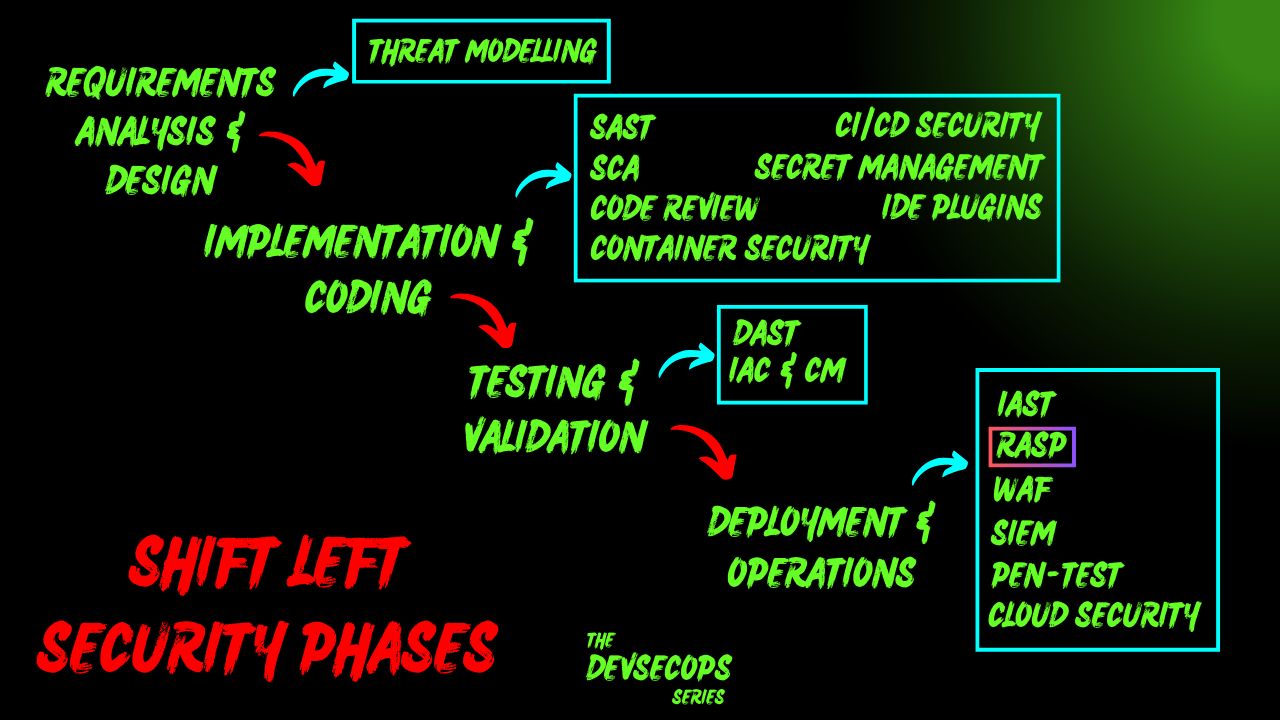 THREAT MODELLING
REQUIREMENTS
ANALYSIS &
DESIGN
SAST
SCA
CODE REVIEW
CONTAINER SECURITY
CI/CD SECURITY
SECRET MANAGEMENT
IDE PLUGINS
IMPLEMENTATION &
CODING
DAST
IAC & CM
TESTING &
VALIDATION
IAST
RASP
WAF
SIEM
PEN-TEST
CLOUD SECURITY
DEPLOYMENT &
OPERATIONS
SHIFT LEFT
SECURITY PHASES
THE
DEVSECOPS
SERIES